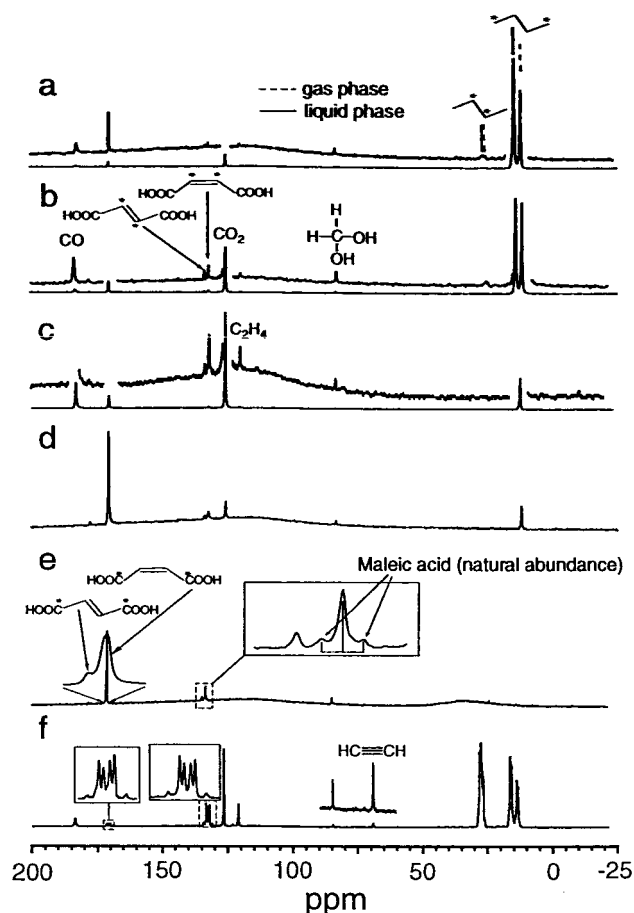 a
gas phase
liquid phase
HOOC COOH
b
HOOC COOH
CO
CO2
H
H-C-OH
OH
c
C2H4
d
e
Maleic acid (natural abundance)
HOOC COOH
HOOC COOH
f
HC≡CH
200 150 100 50 0 -25
ppm